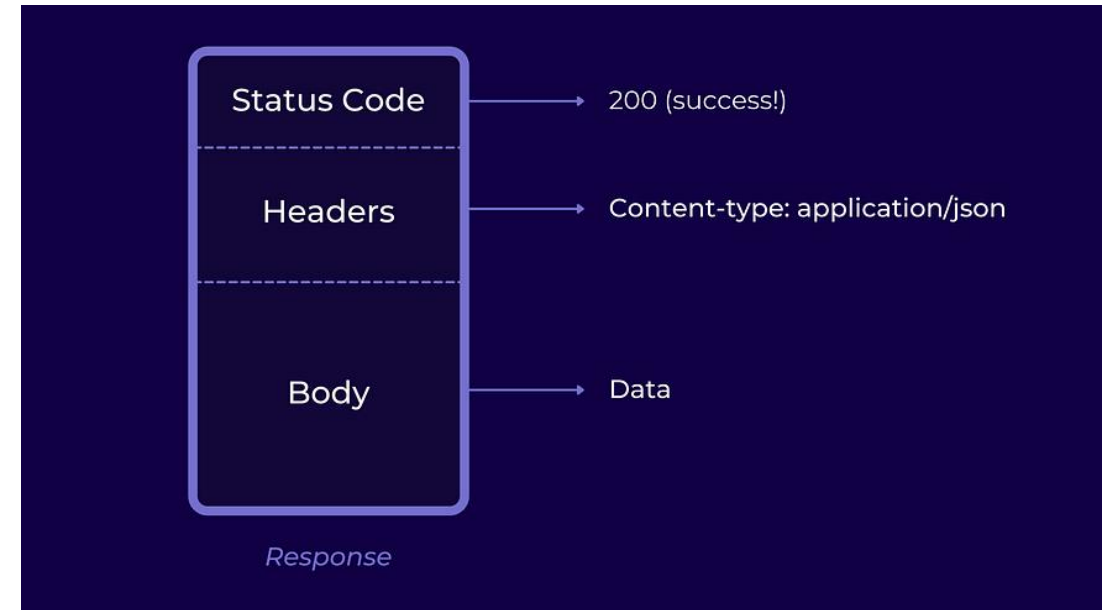 Status Code
200 (success!)
Headers
Content-type: application/json
Body
Data
Response